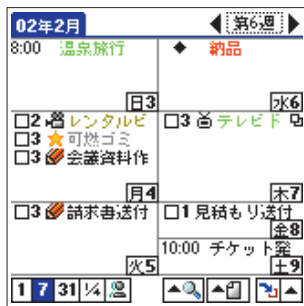 02年2月
第6週
8:00 温泉旅行
日3
2 レンタルビ
3 可燃ゴミ
3 会議資料作
月4
3 請求書送付
火5
◆ 納品
水6
3 テレビド
木7
1 見積もり送付
金8
10:00 チケット発
土9
1 7 31 ¼